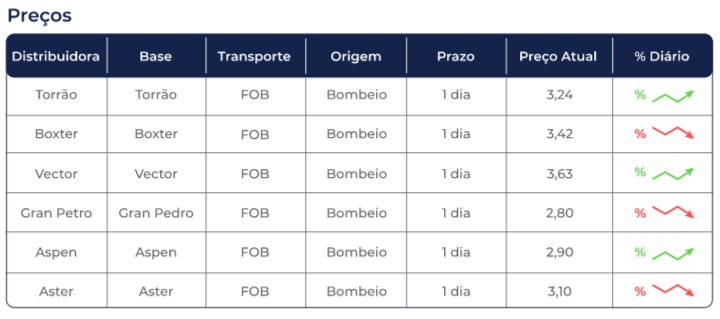 Preços
Distribuidora Base Transporte Origem Prazo Preço Atual % Diário
Torrão Torrão FOB Bombeio 1 dia 3,24 %
Boxter Boxter FOB Bombeio 1 dia 3,42 %
Vector Vector FOB Bombeio 1 dia 3,63 %
Gran Petro Gran Pedro FOB Bombeio 1 dia 2,80 %
Aspen Aspen FOB Bombeio 1 dia 2,90 %
Aster Aster FOB Bombeio 1 dia 3,10 %